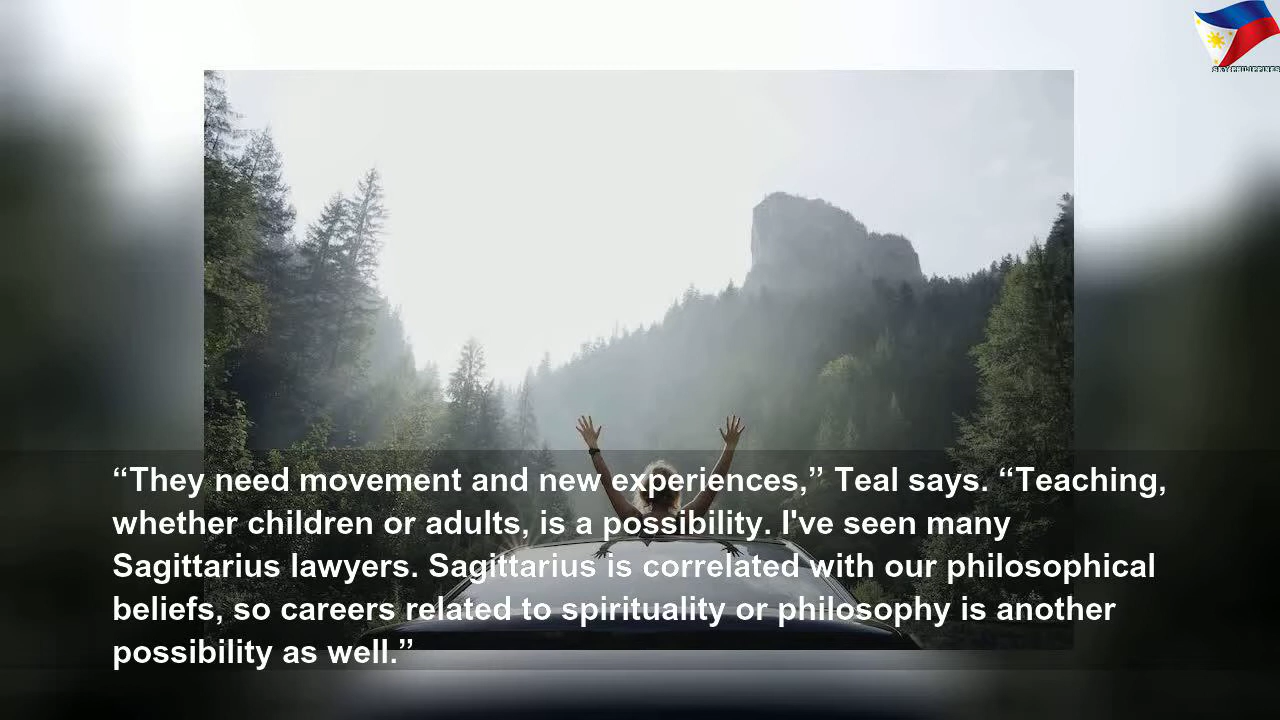 SKYPHILIPPINES
“They need movement and new experiences,” Teal says. “Teaching,
whether children or adults, is a possibility. I've seen many
Sagittarius lawyers. Sagittarius is correlated with our philosophical
beliefs, so careers related to spirituality or philosophy is another
possibility as well.”